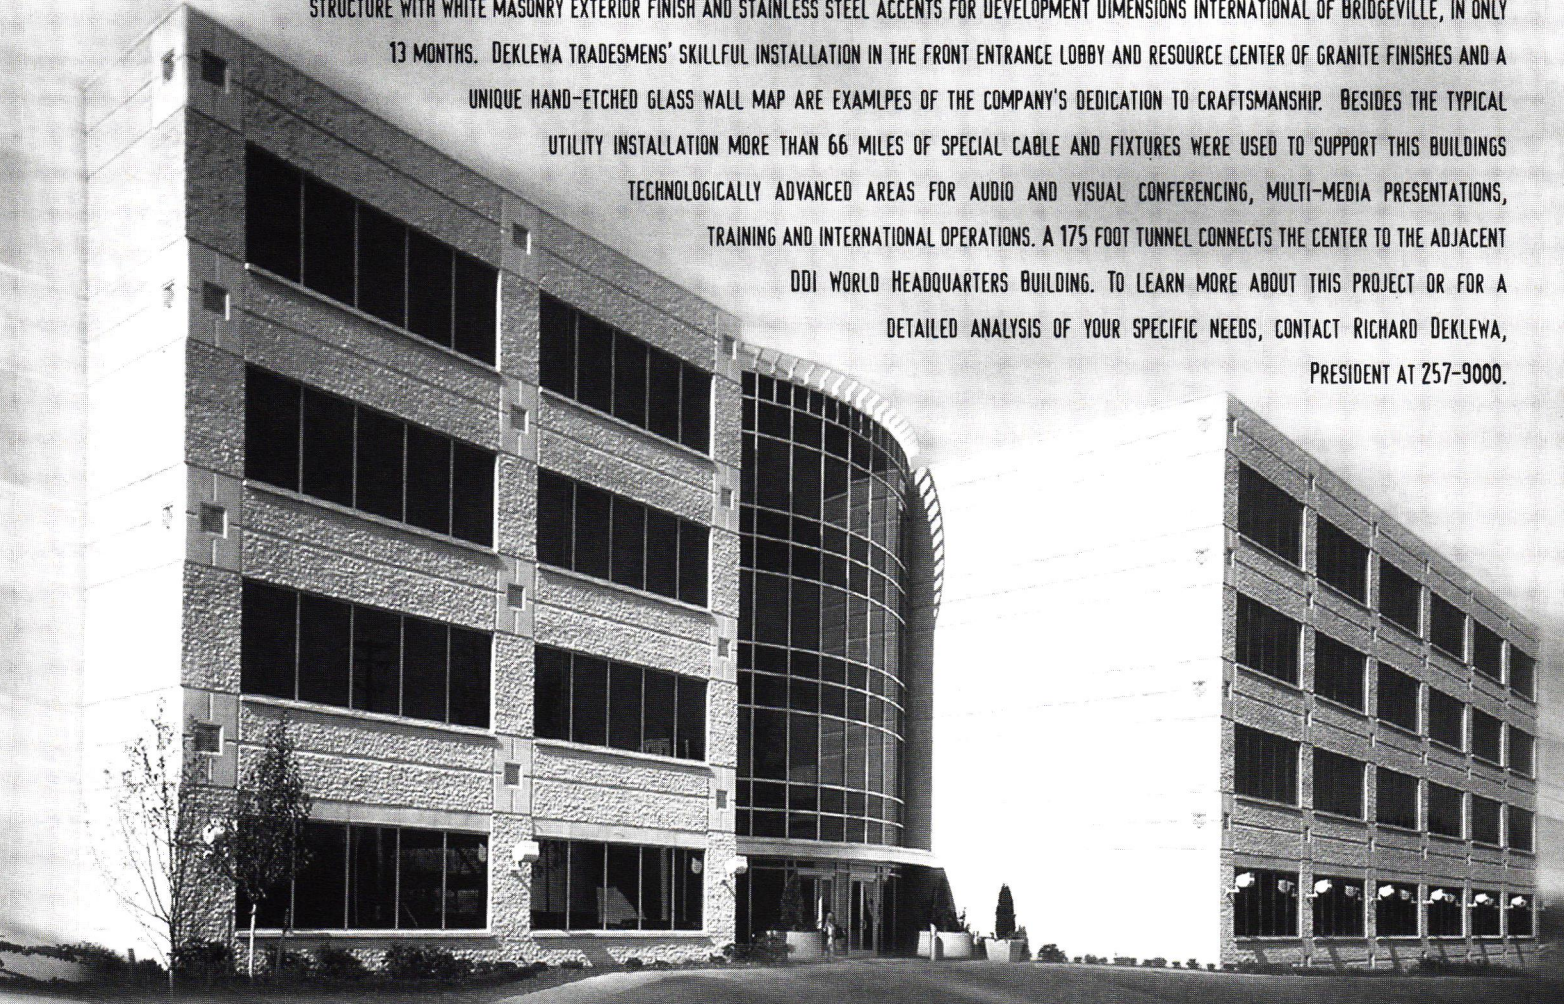 STRUCTURE WITH WHITE MASONRY EXTERIOR FINISH AND STAINLESS STEEL ACCENTS FOR DEVELOPMENT DIMENSIONS INTERNATIONAL OF BRIDGEVILLE, IN ONLY
13 MONTHS. DEKLEWA TRADESMENS' SKILLFUL INSTALLATION IN THE FRONT ENTRANCE LOBBY AND RESOURCE CENTER OF GRANITE FINISHES AND A
UNIQUE HAND-ETCHED GLASS WALL MAP ARE EXAMLPES OF THE COMPANY'S DEDICATION TO CRAFTSMANSHIP. BESIDES THE TYPICAL
UTILITY INSTALLATION MORE THAN 66 MILES OF SPECIAL CABLE AND FIXTURES WERE USED TO SUPPORT THIS BUILDINGS
TECHNOLOGICALLY ADVANCED AREAS FOR AUDIO AND VISUAL CONFERENCING, MULTI-MEDIA PRESENTATIONS,
TRAINING AND INTERNATIONAL OPERATIONS. A 175 FOOT TUNNEL CONNECTS THE CENTER TO THE ADJACENT
DDI WORLD HEADQUARTERS BUILDING. TO LEARN MORE ABOUT THIS PROJECT OR FOR A
DETAILED ANALYSIS OF YOUR SPECIFIC NEEDS, CONTACT RICHARD DEKLEWA,
PRESIDENT AT 257-9000.